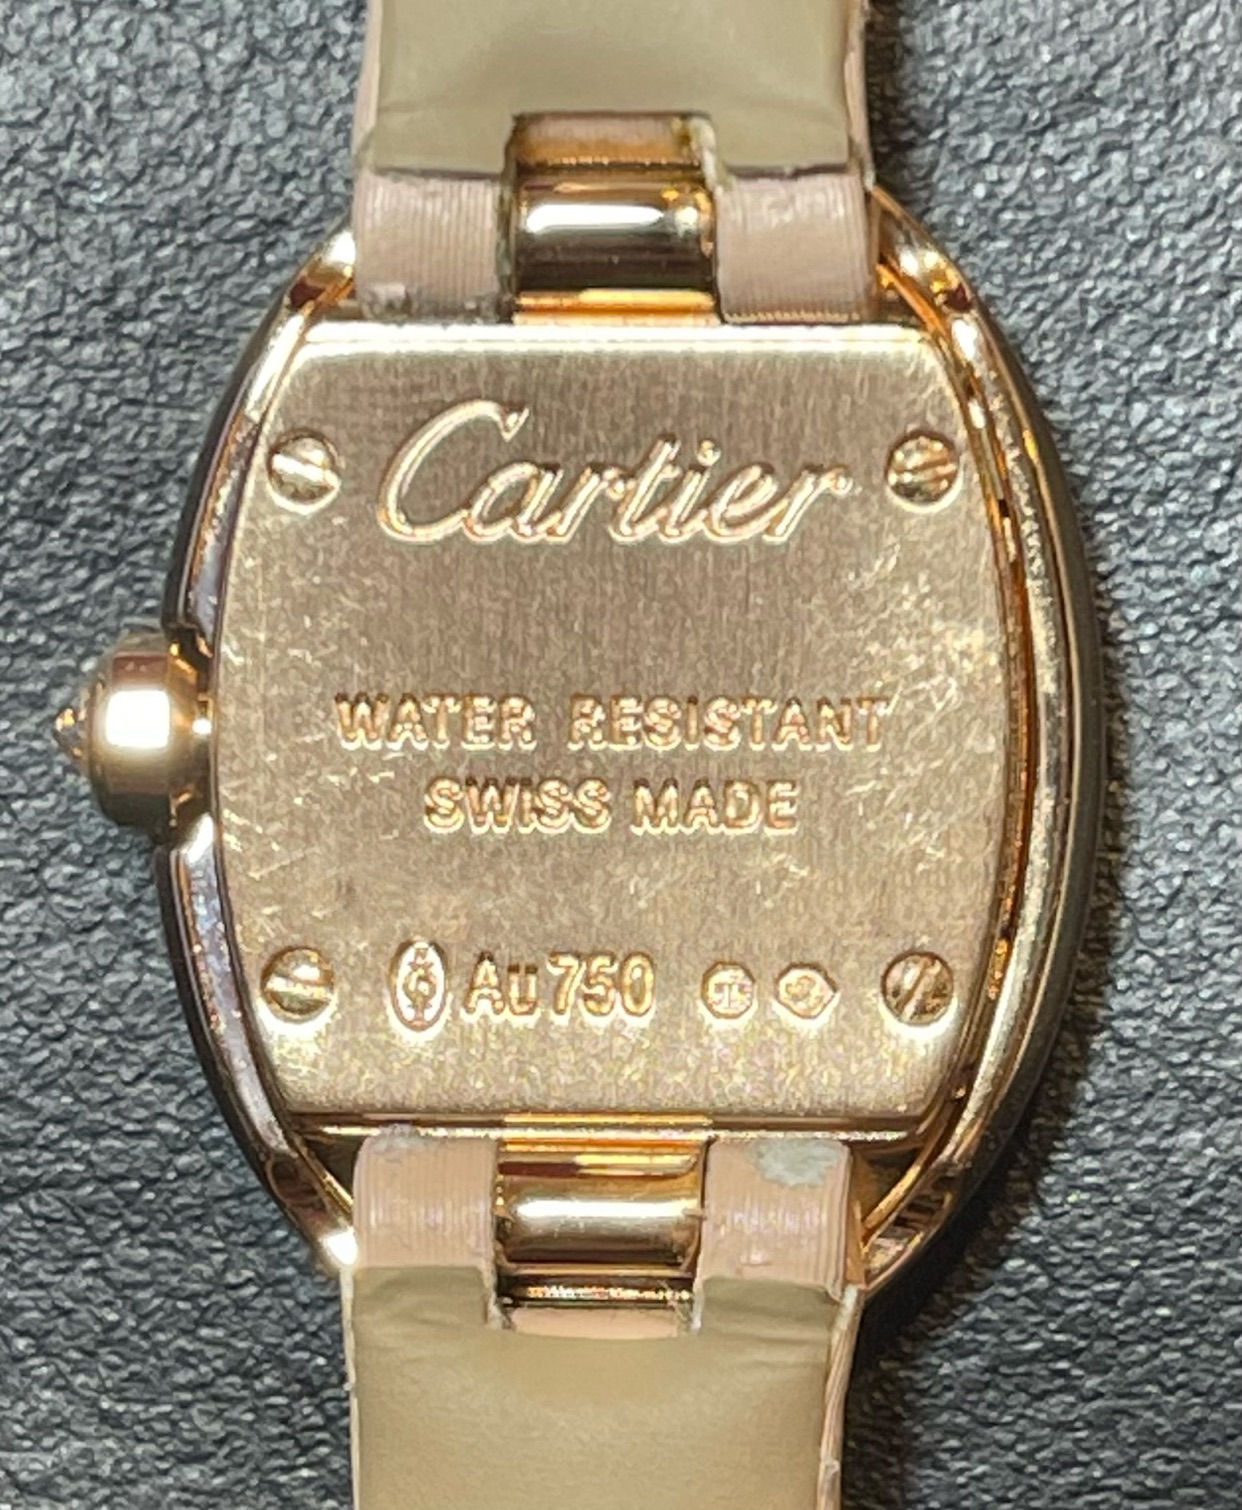 Cartier
WATER RESISTANT
SWISS MADE
Au750